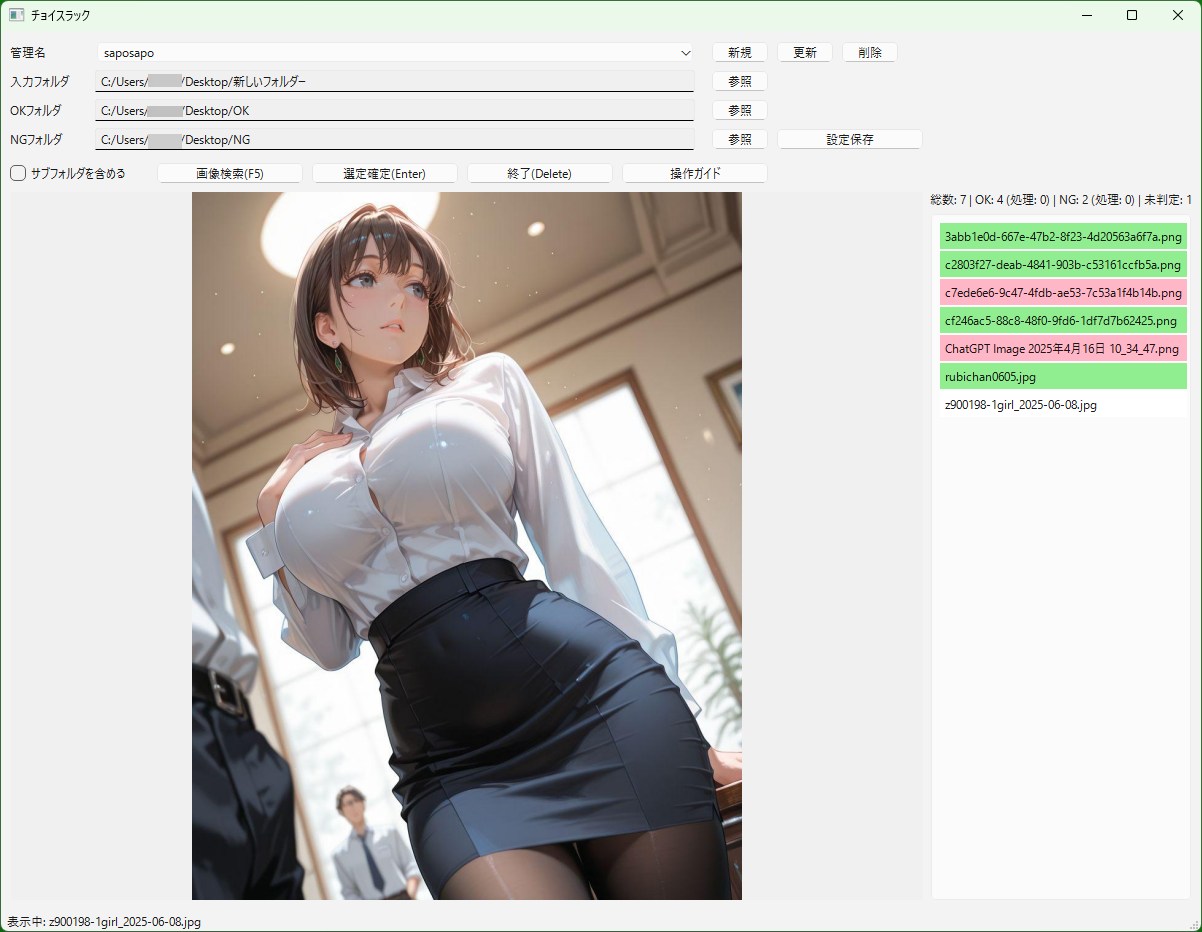 チョイスラック
管理名 saposapo 新規 更新 削除
入力フォルダ C:/Users/ /Desktop/新しいフォルダー 参照
OKフォルダ C:/Users/ /Desktop/OK 参照
NGフォルダ C:/Users/ /Desktop/NG 参照 設定保存
サブフォルダを含める 画像検索(F5) 選定確定(Enter) 終了(Delete) 操作ガイド
総数: 7 | OK: 4 (処理: 0) | NG: 2 (処理: 0) | 未判定: 1
3abb1e0d-667e-47b2-8f23-4d20563a6f7a.png
c2803f27-deab-4841-903b-c53161ccfb5a.png
c7ede6e6-9c47-4fdb-ae53-7c53a1f4b14b.png
cf246ac5-88c8-48f0-9fd6-1df7d7b62425.png
ChatGPT Image 2025年4月16日 10_34_47.png
rubichan0605.jpg
z900198-1girl_2025-06-08.jpg
表示中: z900198-1girl_2025-06-08.jpg